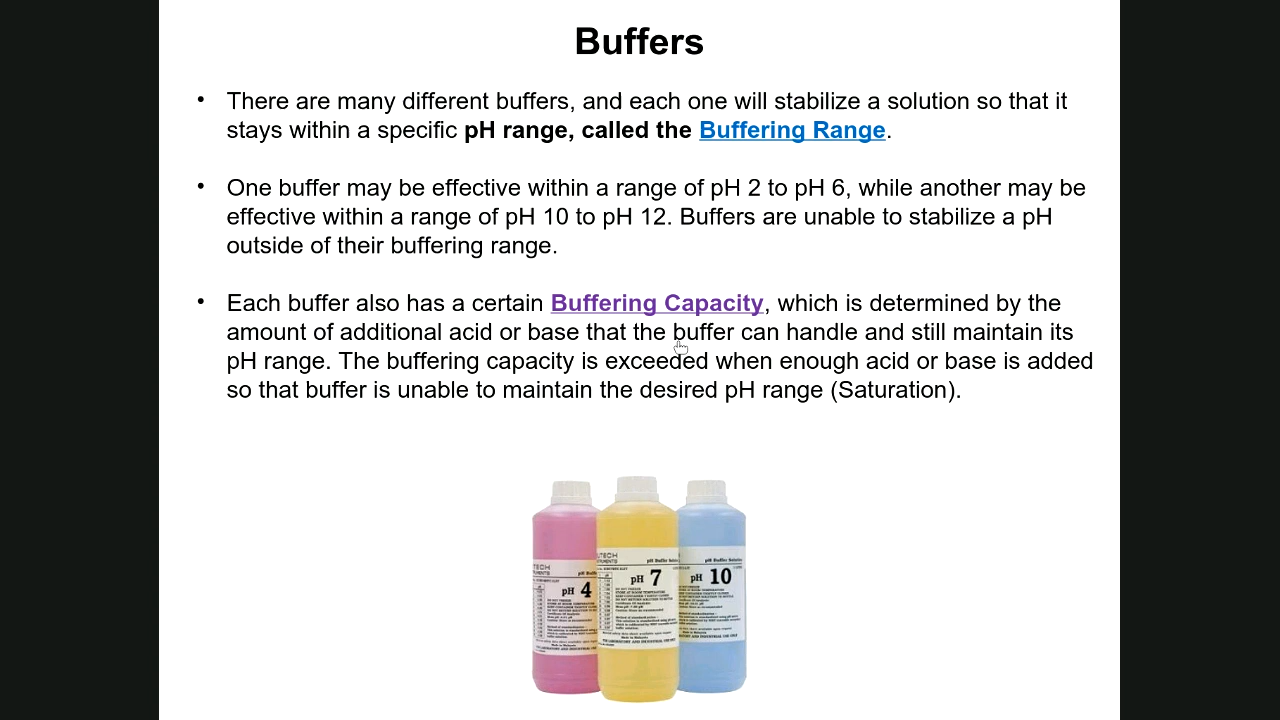 Buffers
• There are many different buffers, and each one will stabilize a solution so that it
stays within a specific pH range, called the Buffering Range.
• One buffer may be effective within a range of pH 2 to pH 6, while another may be
effective within a range of pH 10 to pH 12. Buffers are unable to stabilize a pH
outside of their buffering range.
• Each buffer also has a certain Buffering Capacity, which is determined by the
amount of additional acid or base that the buffer can handle and still maintain its
pH range. The buffering capacity is exceeded when enough acid or base is added
so that buffer is unable to maintain the desired pH range (Saturation).
pH 4
pH 7
pH 10